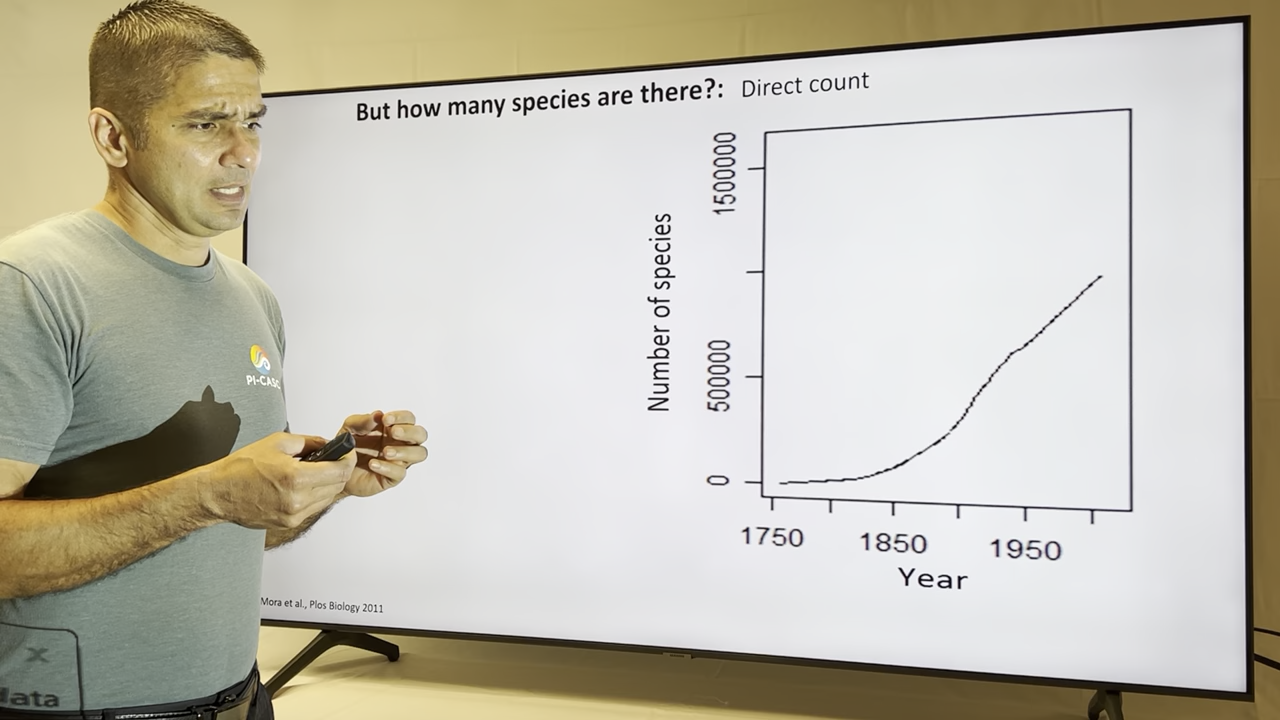 But how many species are there?: Direct count
1500000
500000
0
Number of species
1750 1850 1950
Year
Mora et al., Plos Biology 2011
PI-CASC
x
data